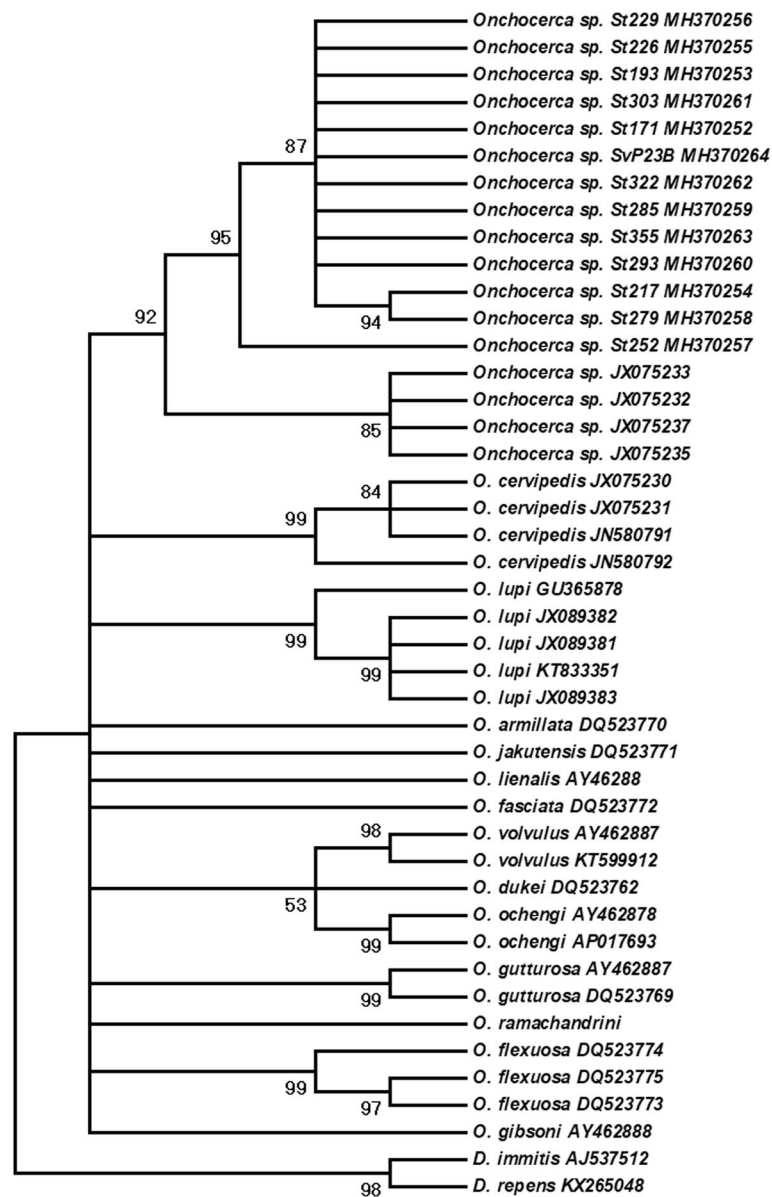 Onchocerca sp. St229 MH370256
Onchocerca sp. St226 MH370255
Onchocerca sp. St193 MH370253
Onchocerca sp. St303 MH370261
Onchocerca sp. St171 MH370252
87
Onchocerca sp. SvP23B MH370264
Onchocerca sp. St322 MH370262
Onchocerca sp. St285 MH370259
95
Onchocerca sp. St355 MH370263
Onchocerca sp. St293 MH370260
Onchocerca sp. St217 MH370254
92
94
Onchocerca sp. St279 MH370258
Onchocerca sp. St252 MH370257
Onchocerca sp. JX075233
Onchocerca sp. JX075232
Onchocerca sp. JX075237
85
Onchocerca sp. JX075235
O. cervipedis JX075230
84
O. cervipedis JX075231
99
O. cervipedis JN580791
O. cervipedis JN580792
O. lupi GU365878
O. lupi JX089382
99
O. lupi JX089381
O. lupi KT833351
99
O. lupi JX089383
O. armillata DQ523770
O. jakutensis DQ523771
O. lienalis AY46288
O. fasciata DQ523772
98
O. volvulus AY462887
O. volvulus KT599912
O. dukei DQ523762
53
O. ochengi AY462878
99
O. ochengi AP017693
O. gutturosa AY462887
99
O. gutturosa DQ523769
O. ramachandrini
O. flexuosa DQ523774
99
O. flexuosa DQ523775
97
O. flexuosa DQ523773
O. gibsoni AY462888
D. immitis AJ537512
98
D. repens KX265048